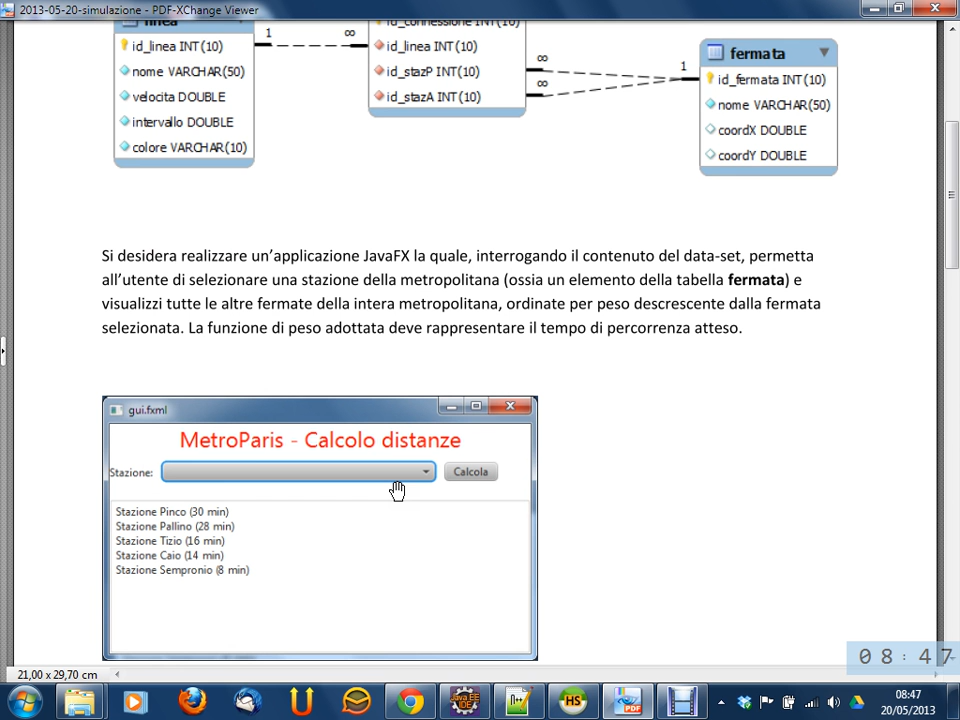 2013-05-20-simulazione - PDF-XChange Viewer
linea
id_connessione INT(10)
id_linea INT(10)
1
∞
id_linea INT(10)
nome VARCHAR(50)
id_stazP INT(10)
velocita DOUBLE
id_stazA INT(10)
intervallo DOUBLE
colore VARCHAR(10)
∞
∞
1
fermata
id_fermata INT(10)
nome VARCHAR(50)
coordX DOUBLE
coordY DOUBLE
Si desidera realizzare un’applicazione JavaFX la quale, interrogando il contenuto del data-set, permetta
all’utente di selezionare una stazione della metropolitana (ossia un elemento della tabella fermata) e
visualizzi tutte le altre fermate della intera metropolitana, ordinate per peso descrescente dalla fermata
selezionata. La funzione di peso adottata deve rappresentare il tempo di percorrenza atteso.
gui.fxml
MetroParis - Calcolo distanze
Stazione:
Calcola
Stazione Pinco (30 min)
Stazione Pallino (28 min)
Stazione Tizio (16 min)
Stazione Caio (14 min)
Stazione Sempronio (8 min)
08:47
21,00 x 29,70 cm
Java EE
IDE
n++
HS
PDF
08:47
20/05/2013